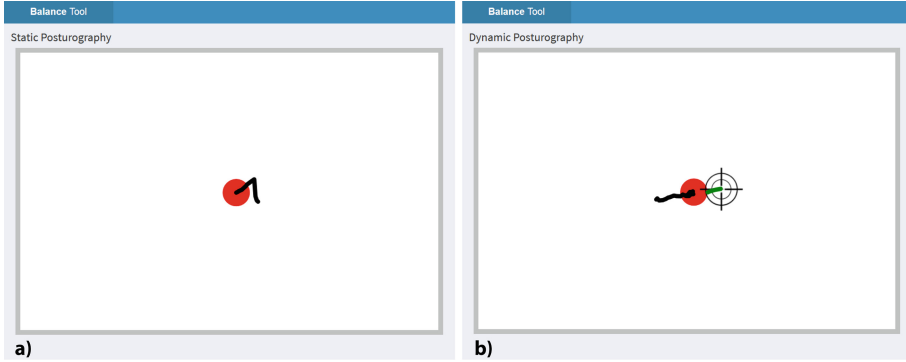 Balance Tool
Static Posturography
a)
Balance Tool
Dynamic Posturography
b)